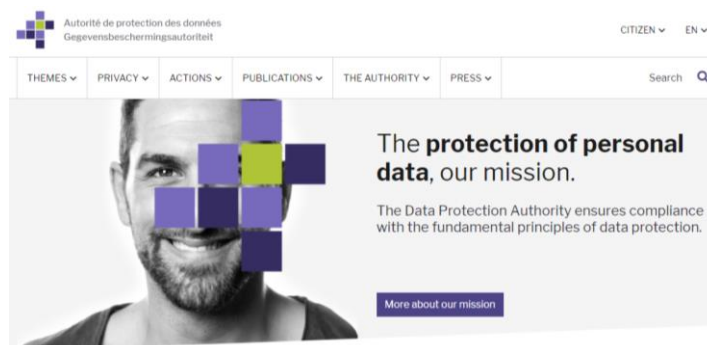 Autorité de protection des données
Gegevensbeschermingsautoriteit
CITIZEN
EN
THEMES
PRIVACY
ACTIONS
PUBLICATIONS
THE AUTHORITY
PRESS
Search
The protection of personal
data, our mission.
The Data Protection Authority ensures compliance
with the fundamental principles of data protection.
More about our mission